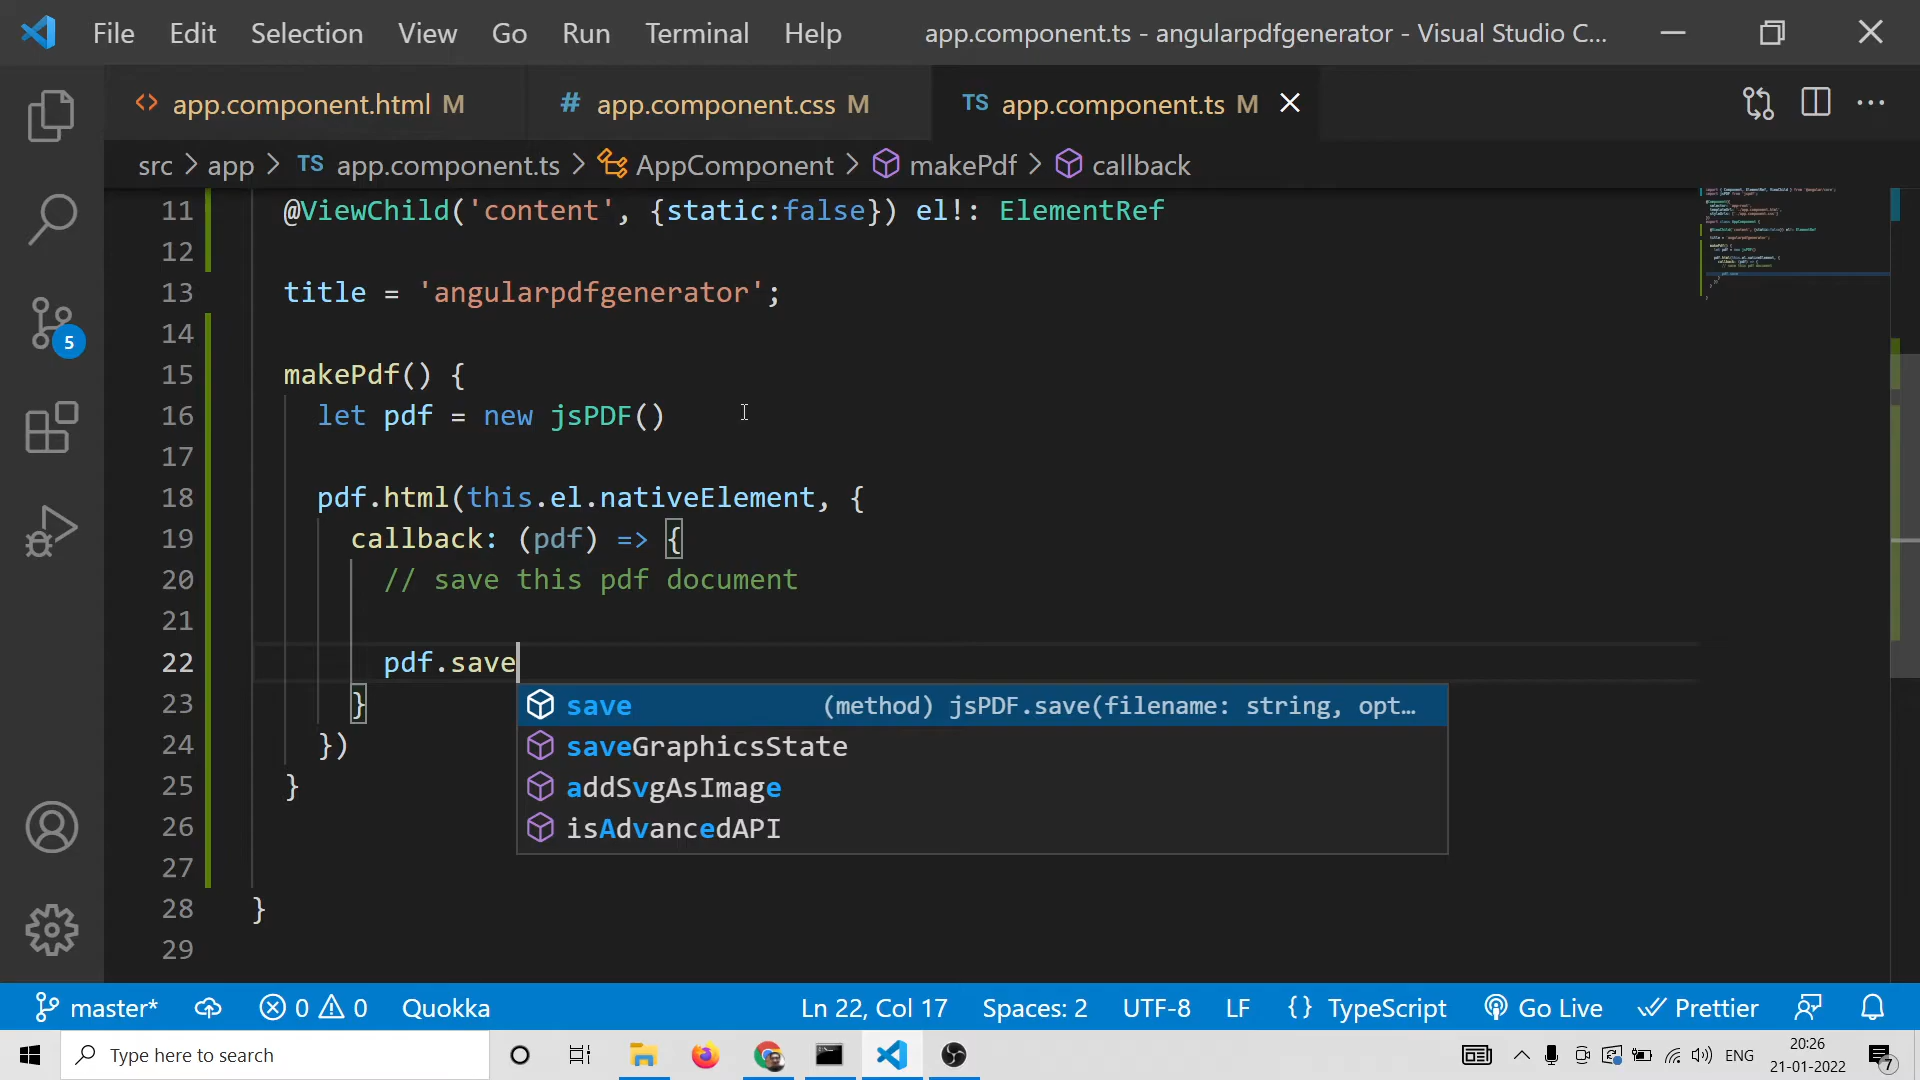 File Edit Selection View Go Run Terminal Help app.component.ts - angularpdfgenerator - Visual Studio C...
app.component.html M # app.component.css M TS app.component.ts M
src > app > TS app.component.ts > AppComponent > makePdf > callback
11 @ViewChild('content', {static:false}) el!: ElementRef
12
13 title = 'angularpdfgenerator';
14
15 makePdf() {
16 let pdf = new jsPDF()
17
18 pdf.html(this.el.nativeElement, {
19 callback: (pdf) => {
20 // save this pdf document
21
22 pdf.save
23 }
save (method) jsPDF.save(filename: string, opt...
24 })
saveGraphicsState
25 }
addSvgAsImage
26
isAdvancedAPI
27
28 }
29
5
master* 0 0 Quokka Ln 22, Col 17 Spaces: 2 UTF-8 LF {} TypeScript Go Live Prettier
Type here to search ENG 20:26
21-01-2022 7